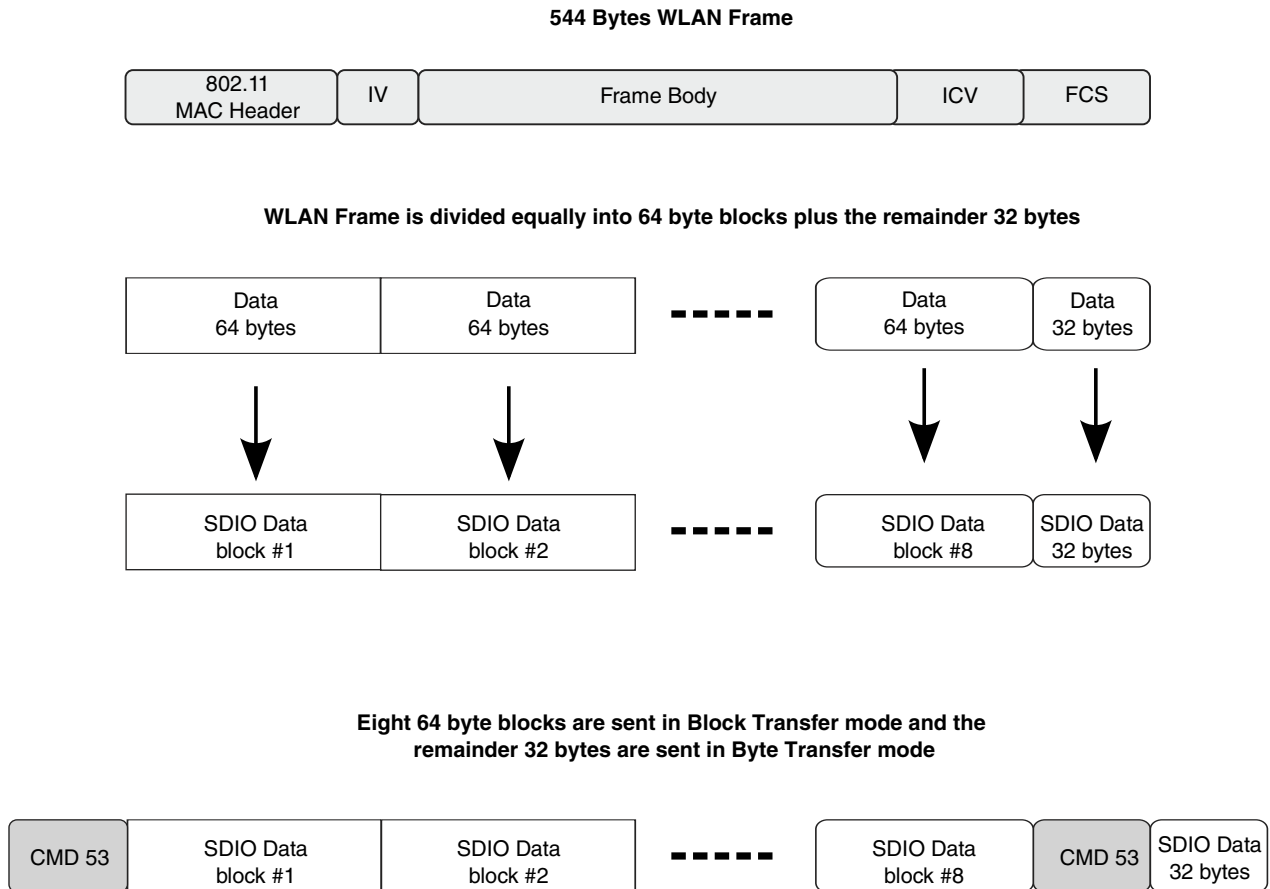 544 Bytes WLAN Frame
802.11
MAC Header
IV
Frame Body
ICV
FCS
WLAN Frame is divided equally into 64 byte blocks plus the remainder 32 bytes
Data
64 bytes
Data
64 bytes
Data
64 bytes
Data
32 bytes
SDIO Data
block #1
SDIO Data
block #2
SDIO Data
block #8
SDIO Data
32 bytes
Eight 64 byte blocks are sent in Block Transfer mode and the
remainder 32 bytes are sent in Byte Transfer mode
CMD 53
SDIO Data
block #1
SDIO Data
block #2
SDIO Data
block #8
CMD 53
SDIO Data
32 bytes